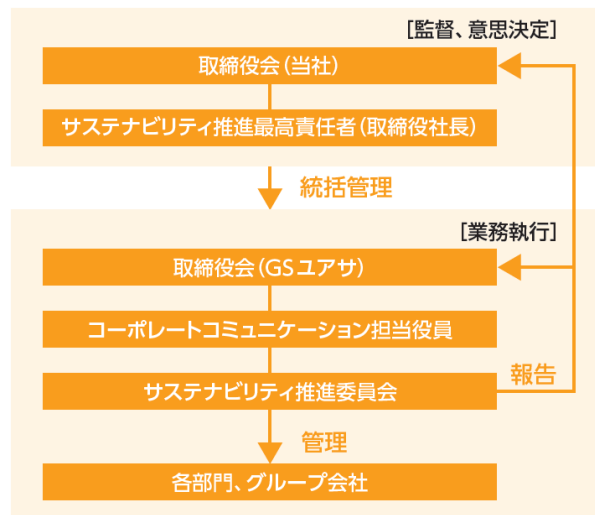 [監督、意思決定]
取締役会(当社)
サステナビリティ推進最高責任者(取締役社長)
統括管理
[業務執行]
取締役会(GSユアサ)
コーポレートコミュニケーション担当役員
サステナビリティ推進委員会
報告
管理
各部門、グループ会社